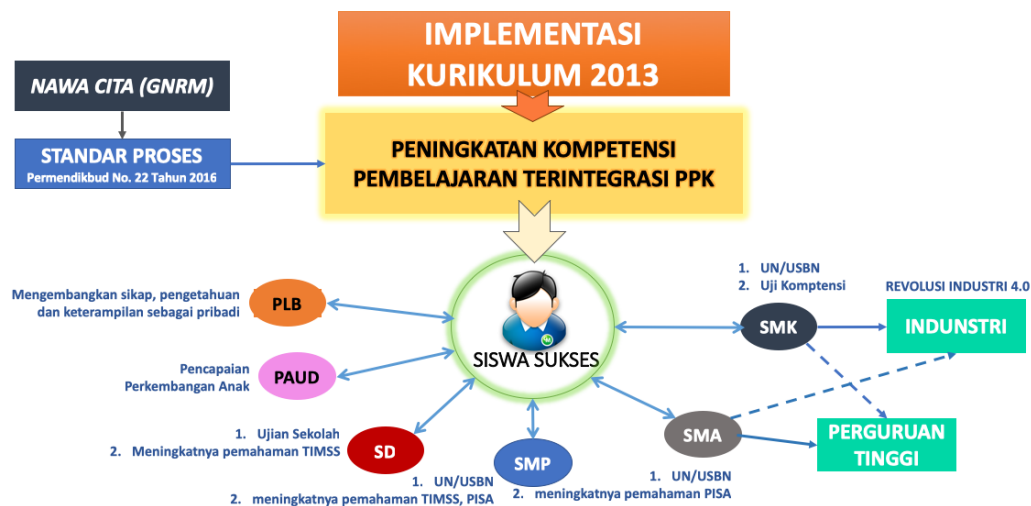 IMPLEMENTASI
KURIKULUM 2013
NAWA CITA (GNRM)
STANDAR PROSES
Permendikbud No. 22 Tahun 2016
PENINGKATAN KOMPETENSI
PEMBELAJARAN TERINTEGRASI PPK
SISWA SUKSES
Mengembangkan sikap, pengetahuan
dan keterampilan sebagai pribadi
PLB
Pencapaian
Perkembangan Anak
PAUD
1. Ujian Sekolah
2. Meningkatnya pemahaman TIMSS
SD
SMP
1. UN/USBN
2. meningkatnya pemahaman TIMSS, PISA
SMA
1. UN/USBN
2. meningkatnya pemahaman PISA
1. UN/USBN
2. Uji Komptensi
SMK
REVOLUSI INDUSTRI 4.0
INDUNSTRI
PERGURUAN
TINGGI